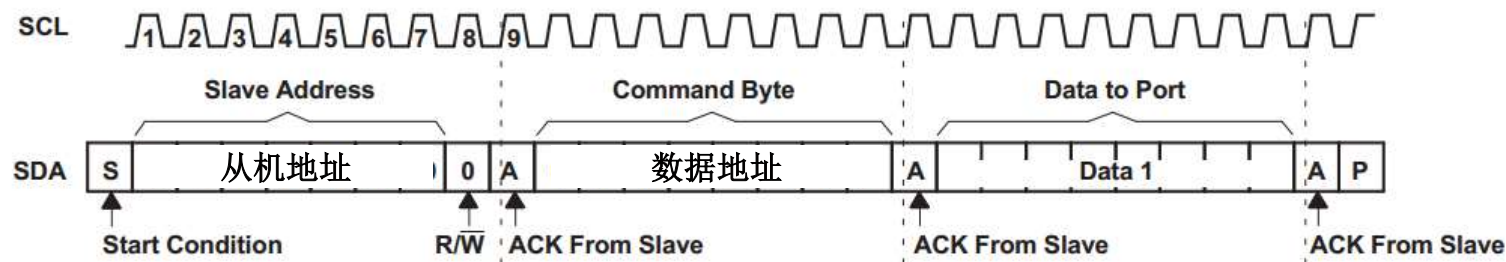 SCL 1 2 3 4 5 6 7 8 9
Slave Address Command Byte Data to Port
SDA S 从机地址 0 A 数据地址 A Data 1 A P
Start Condition R/W̅ ACK From Slave ACK From Slave ACK From Slave